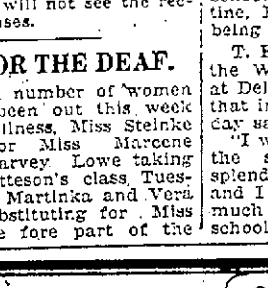 will not see the rec-
ses.
OR THE DEAF.
number of women
been out this week
illness, Miss Steinke
or Miss Marcene
arvey Lowe taking
tteson's class, Tues-
Martinka and Vera
bstituting for Miss
e fore part of the
tine,
being
T.
the W
at Del
that i
day sa
"I w
the s
splend
and I
much
school